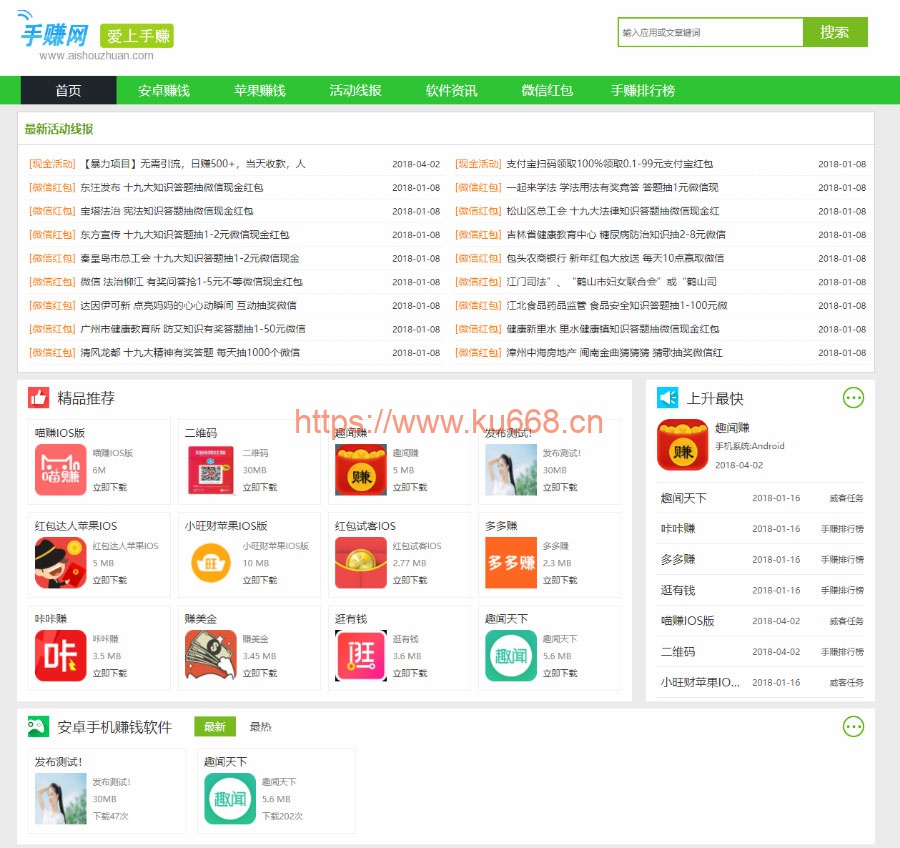 手赚网 爱上手赚
www.aishouzhuan.com
输入应用或文章键词 搜索
首页 安卓赚钱 苹果赚钱 活动线报 软件资讯 微信红包 手赚排行榜
最新活动线报
[现金活动] 【暴力项目】无需引流，日赚500+，当天收款，人 2018-04-02
[微信红包] 东汪发布 十九大知识答题抽微信现金红包 2018-01-08
[微信红包] 宝塔法治 宪法知识答题抽微信现金红包 2018-01-08
[微信红包] 东方宣传 十九大知识答题抽1-2元微信现金红包 2018-01-08
[微信红包] 秦皇岛市总工会 十九大知识答题抽1-2元微信现金 2018-01-08
[微信红包] 微信 法治柳江 有奖问答抢1-5元不等微信现金红包 2018-01-08
[微信红包] 达因伊可新 点亮妈妈的心心动瞬间 互动抽奖微信 2018-01-08
[微信红包] 广州市健康教育所 防艾知识有奖答题抽1-50元微信 2018-01-08
[微信红包] 清风龙都 十九大精神有奖答题 每天抽1000个微信 2018-01-08
[现金活动] 支付宝扫码领取100%领取0.1-99元支付宝红包 2018-01-08
[微信红包] 一起来学法 学法用法有奖竞答 答题抽1元微信现 2018-01-08
[微信红包] 松山区总工会 十九大法律知识答题抽微信现金红 2018-01-08
[微信红包] 吉林省健康教育中心 糖尿病防治知识抽2-8元微信 2018-01-08
[微信红包] 包头农商银行 新年红包大放送 每天10点赢取微信 2018-01-08
[微信红包] 江门司法”、“鹤山市妇女联合会”或“鹤山司 2018-01-08
[微信红包] 江北食品药品监管 食品安全知识答题抽1-100元微 2018-01-08
[微信红包] 健康新里水 里水健康镇知识答题抽微信现金红包 2018-01-08
[微信红包] 漳州中海房地产 闽南金曲猜猜猜 猜歌抽奖微信红 2018-01-08
精品推荐
https://www.ku668.cn
喵赚IOS版
喵赚
喵赚IOS版
6M
立即下载
二维码
二维码
30MB
立即下载
趣闻赚
赚
趣闻赚
5 MB
立即下载
发布测试!
发布测试!
30MB
立即下载
红包达人苹果IOS
红包达人苹果IOS
5 MB
立即下载
小旺财苹果IOS版
旺
小旺财苹果IOS版
10 MB
立即下载
红包试客IOS
红包试客IOS
2.77 MB
立即下载
多多赚
多多赚
多多赚
2.3 MB
立即下载
咔咔赚
咔
咔咔赚
3.5 MB
立即下载
赚美金
赚美金
3.45 MB
立即下载
逛有钱
逛
逛有钱
3.6 MB
立即下载
趣闻天下
趣闻
趣闻天下
5.6 MB
立即下载
上升最快
赚
趣闻赚
手机系统:Android
2018-04-02
趣闻天下 2018-01-16 威客任务
咔咔赚 2018-01-16 手赚排行榜
多多赚 2018-01-16 手赚排行榜
逛有钱 2018-01-16 手赚排行榜
喵赚IOS版 2018-04-02 威客任务
二维码 2018-04-02 手赚排行榜
小旺财苹果IO... 2018-01-16 威客任务
安卓手机赚钱软件 最新 最热
发布测试!
发布测试!
30MB
下载47次
趣闻天下
趣闻
趣闻天下
5.6 MB
下载202次